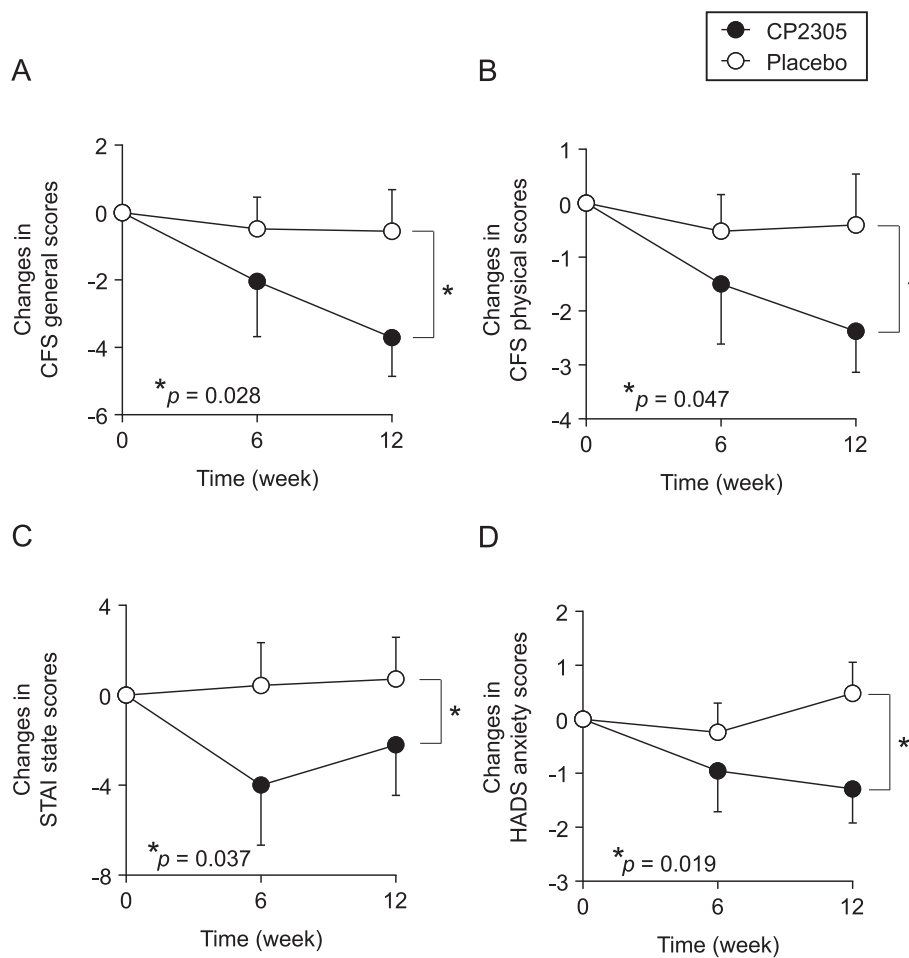 CP2305
Placebo
A
2
0
-2
-4
-6
Changes in
CFS general scores
*
*p = 0.028
0
6
12
Time (week)
B
1
0
-1
-2
-3
-4
Changes in
CFS physical scores
*p = 0.047
0
6
12
Time (week)
C
4
0
-4
-8
Changes in
STAI state scores
*
*p = 0.037
0
6
12
Time (week)
D
2
1
0
-1
-2
-3
Changes in
HADS anxiety scores
*
*p = 0.019
0
6
12
Time (week)